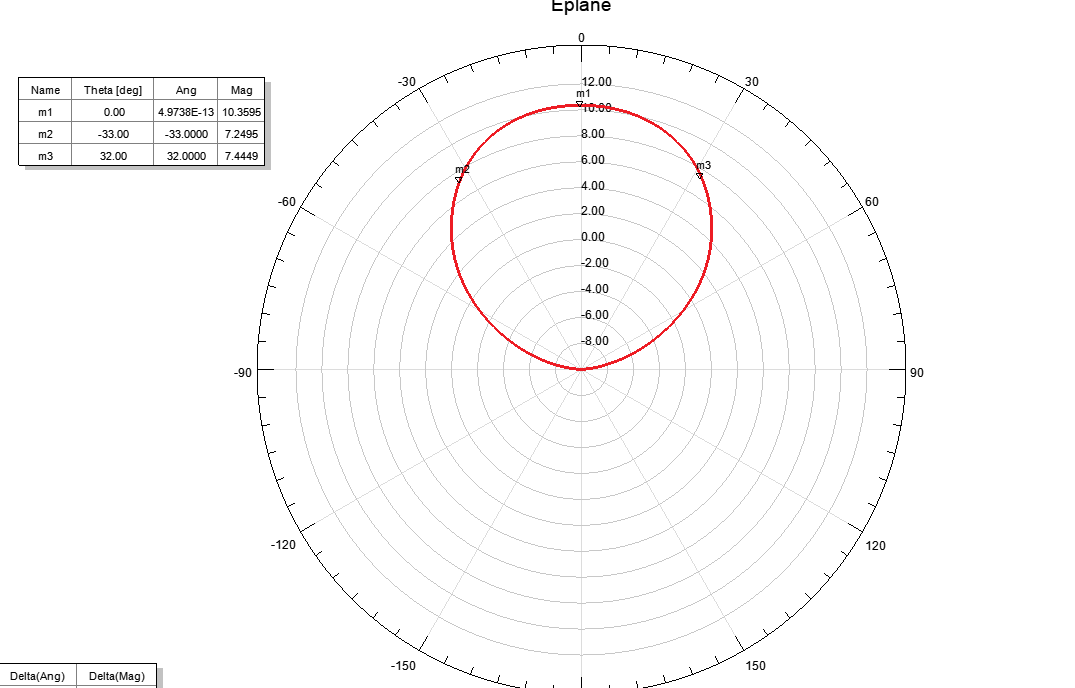 Eplane
0
-30
30
Name Theta [deg] Ang Mag
m1 0.00 4.9738E-13 10.3595
m2 -33.00 -33.0000 7.2495
m3 32.00 32.0000 7.4449
12.00
m1
10.00
8.00
m2
m3
6.00
4.00
-60
60
2.00
0.00
-2.00
-4.00
-6.00
-8.00
-90
90
-120
120
-150
150
Delta(Ang) Delta(Mag)